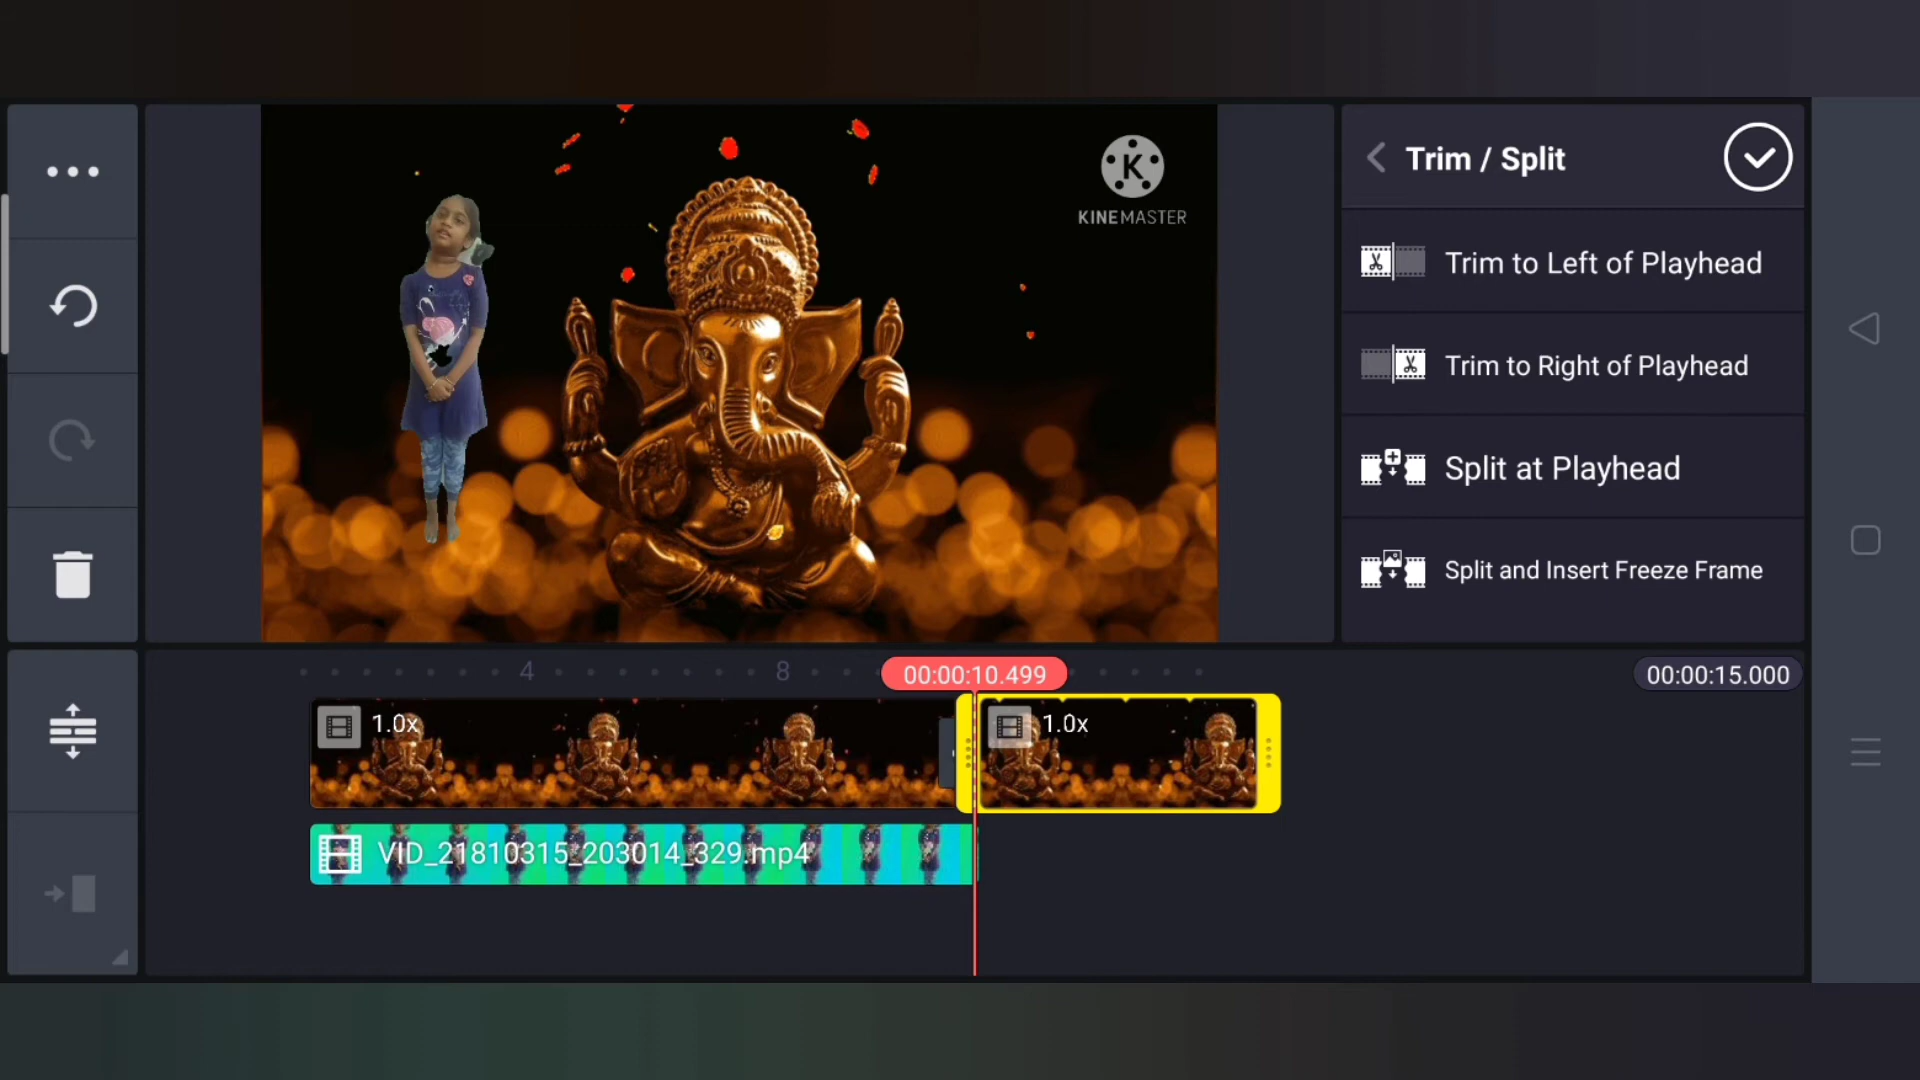 KINEMASTER
Trim / Split
Trim to Left of Playhead
Trim to Right of Playhead
Split at Playhead
Split and Insert Freeze Frame
4
8
00:00:10.499
00:00:15.000
1.0x
1.0x
VID_21810315_203014_329.mp4